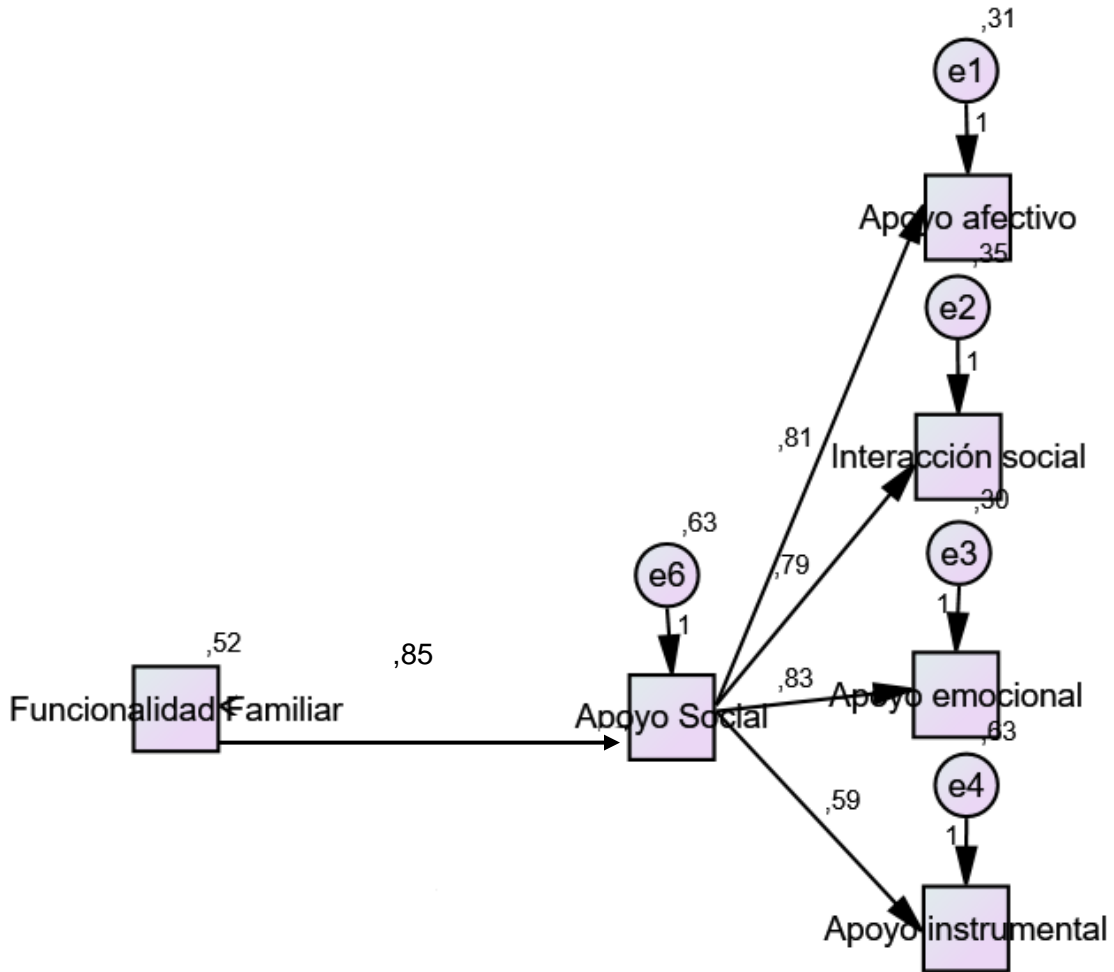 ,31
e1
1
Apoyo afectivo
,35
e2
1
,81
Interacción social
,30
,63
e3
e6
,79
1
1
,52
,85
,83
Funcionalidad Familiar
Apoyo Social
Apoyo emocional
,63
e4
,59
1
Apoyo instrumental